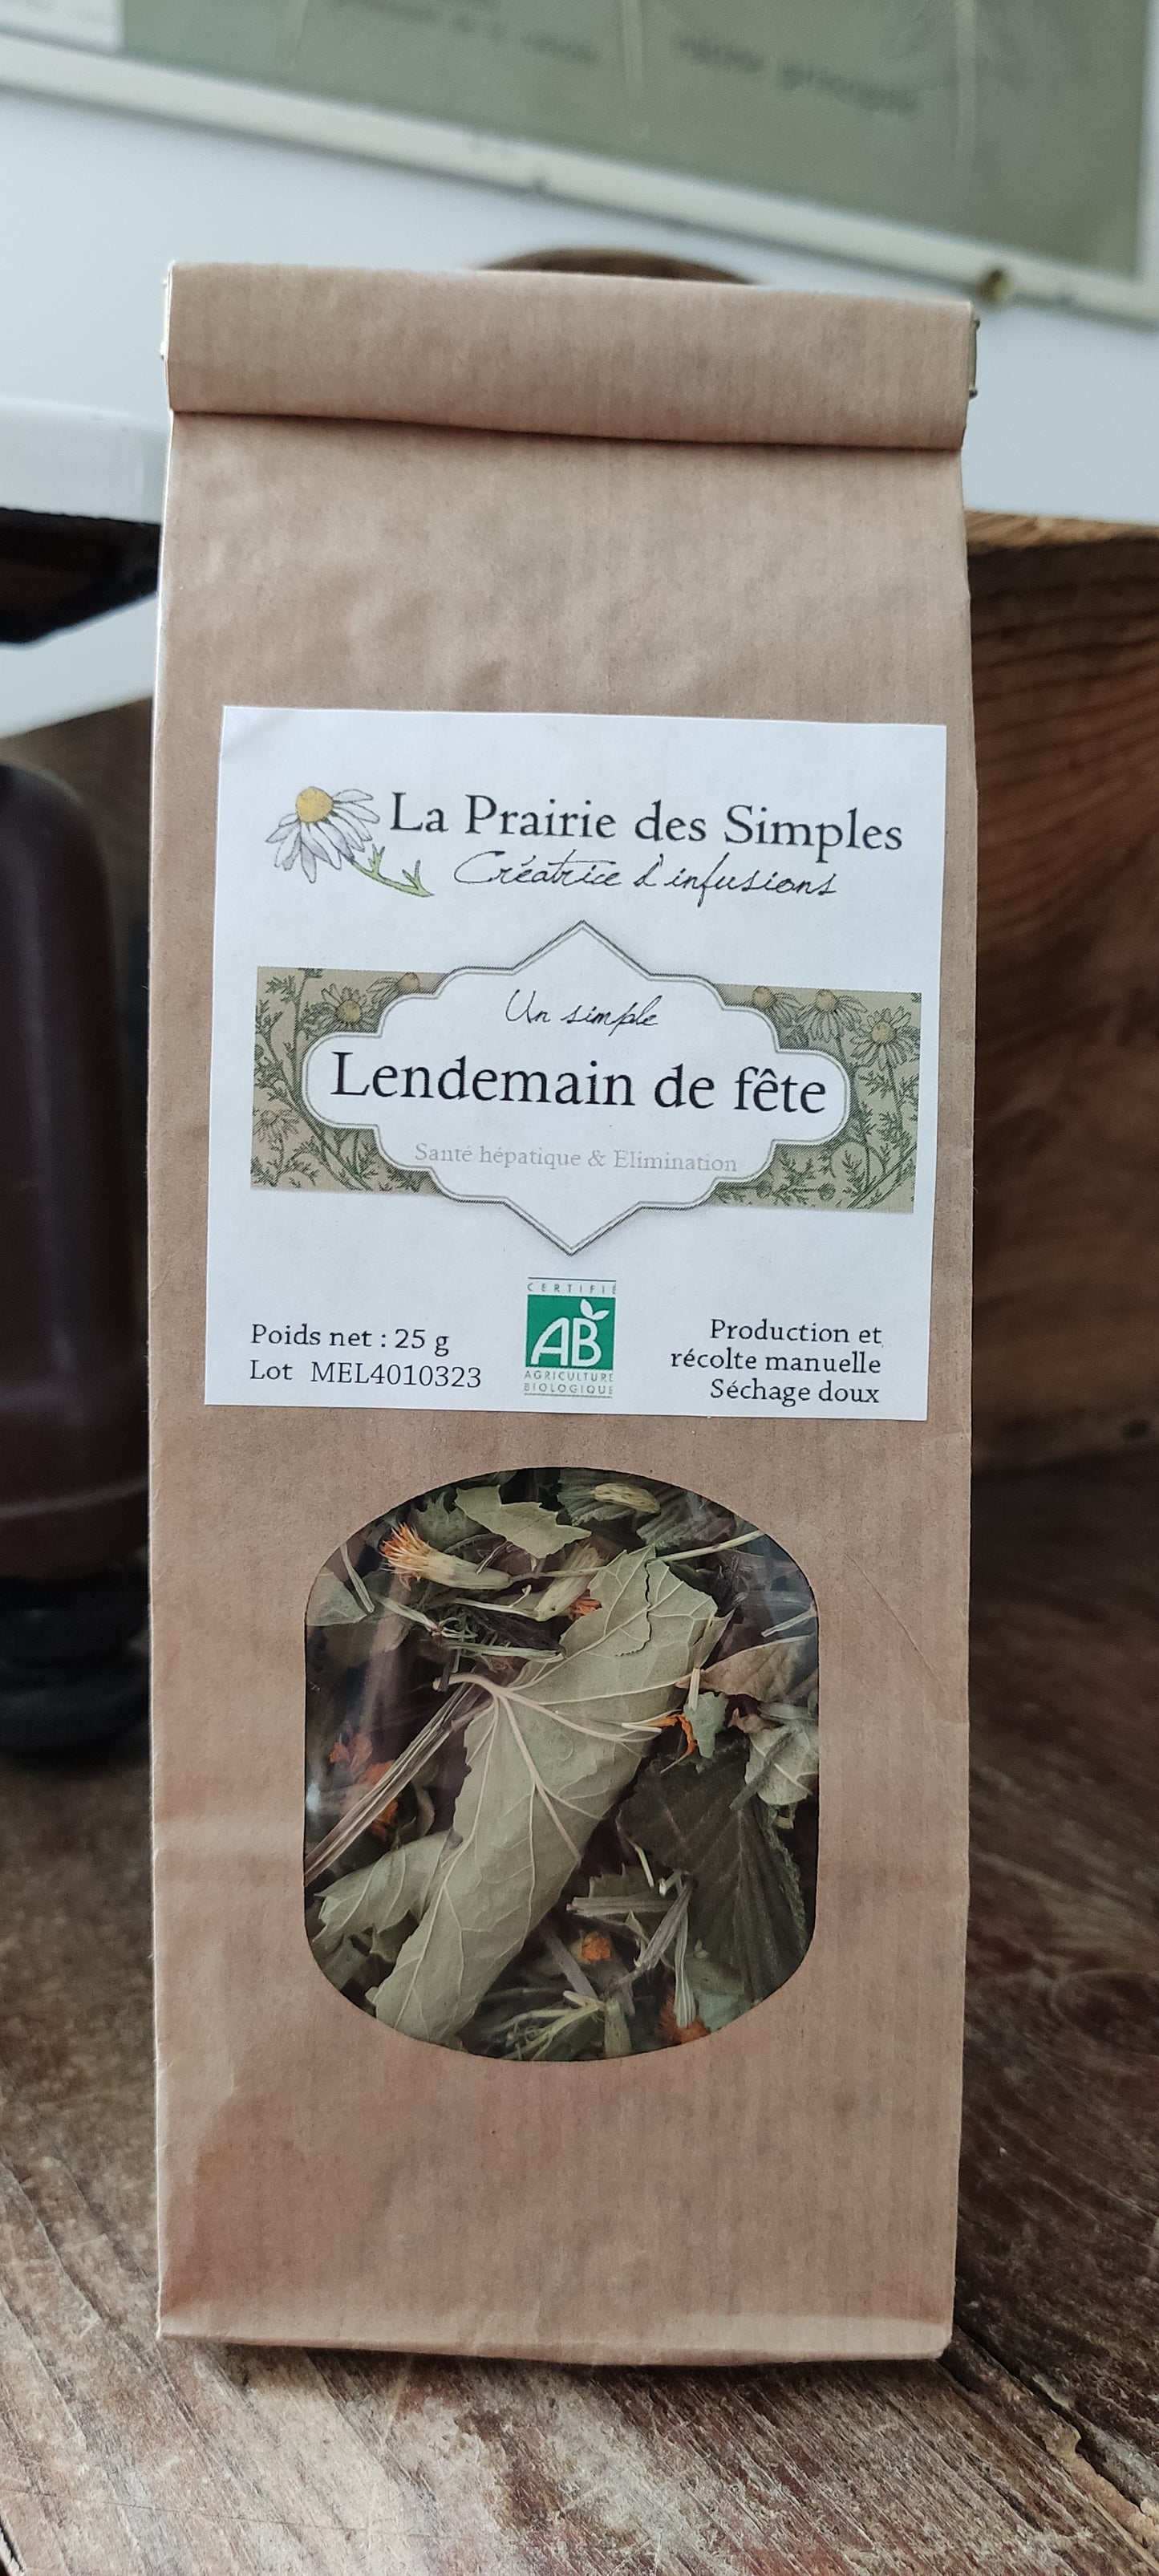 La Prairie des Simples
Créatrice d'infusions
Un simple
Lendemain de fête
Santé hépatique & Elimination
CERTIFIÉ
AB
AGRICULTURE
BIOLOGIQUE
Poids net : 25 g
Lot MEL4010323
Production et
récolte manuelle
Séchage doux